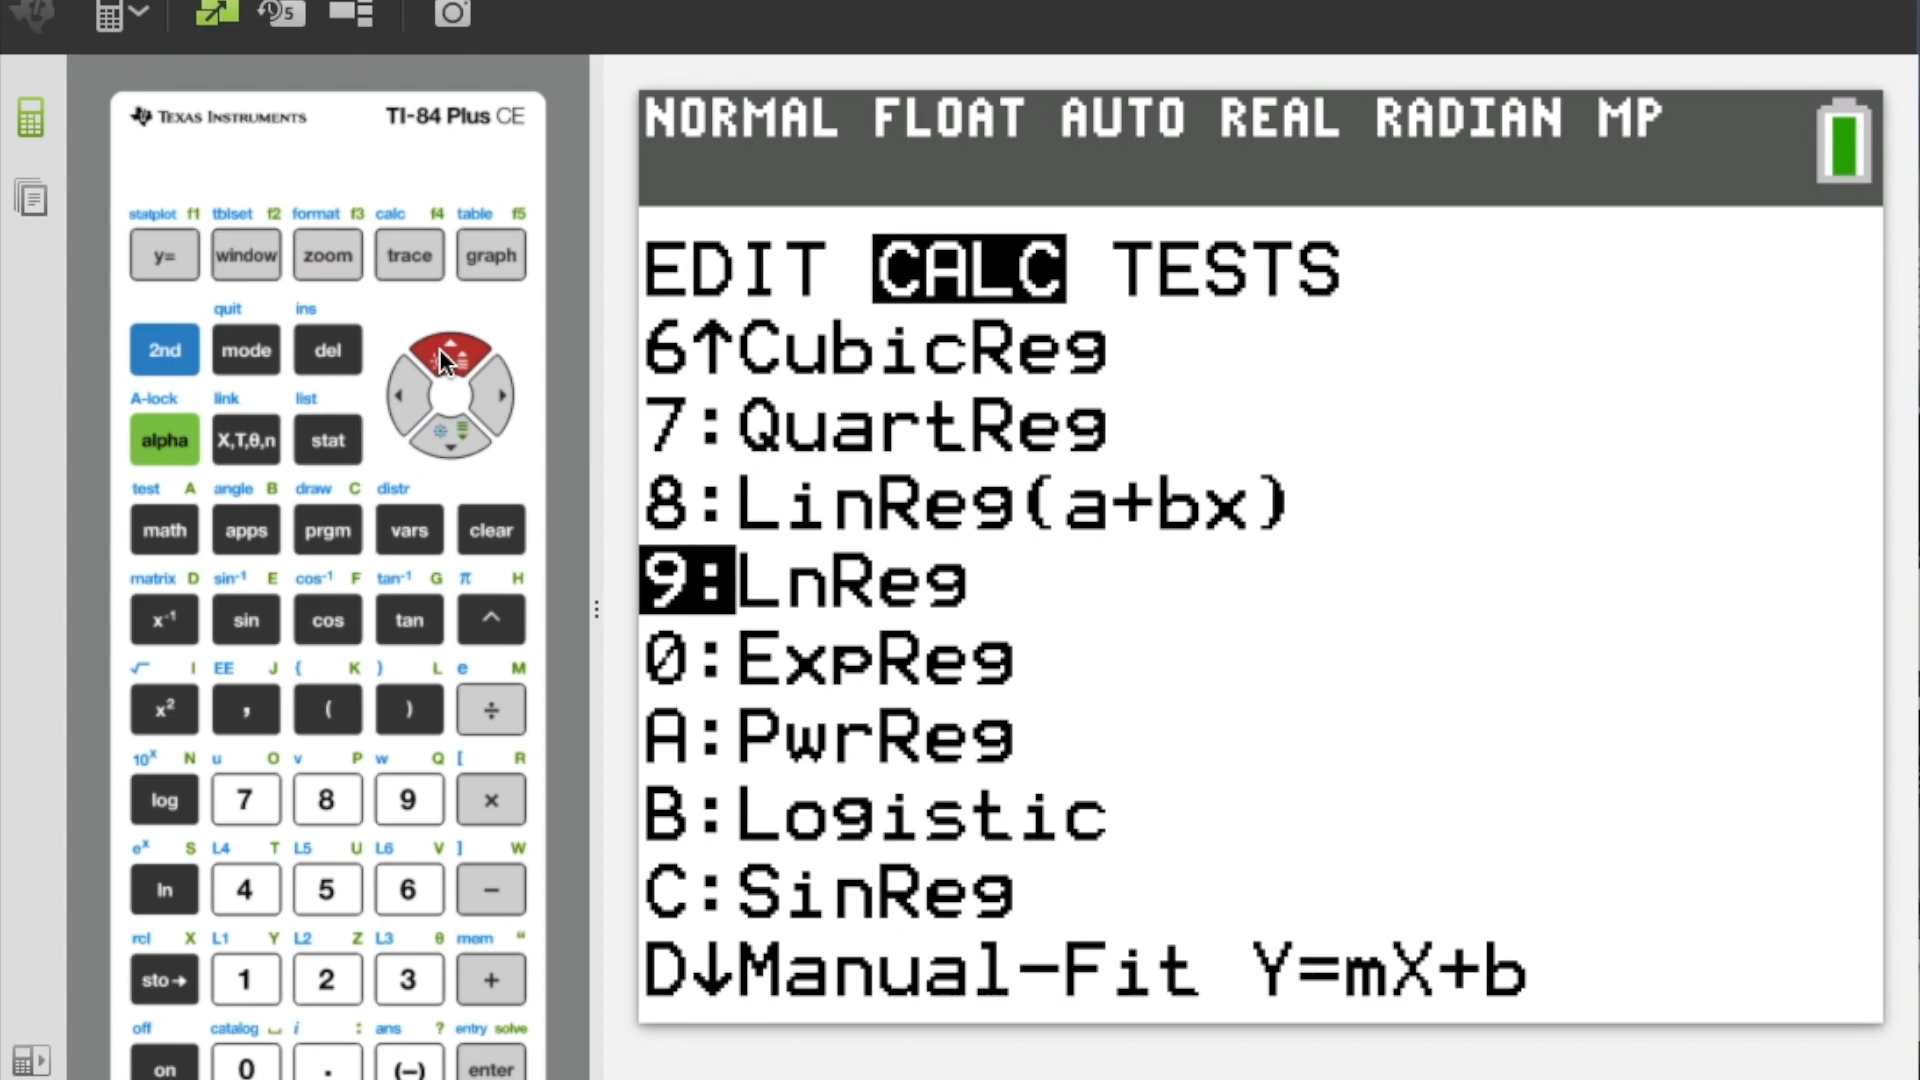 TEXAS INSTRUMENTS TI-84 Plus CE
statplot f1 tblset f2 format f3 calc f4 table f5
y= window zoom trace graph
quit ins
2nd mode del
A-lock link list
alpha X,T,θ,n stat
test A angle B draw C distr
math apps prgm vars clear
matrix D sin⁻¹ E cos⁻¹ F tan⁻¹ G π H
x⁻¹ sin cos tan ^
√ I EE J { K } L e M
x² , ( ) ÷
10ˣ N u O v P w Q [ R
log 7 8 9 ×
eˣ S L4 T L5 U L6 V ] W
ln 4 5 6 −
rcl X L1 Y L2 Z L3 θ mem "
sto→ 1 2 3 +
off catalog i : ans ? entry solve
on 0 . (−) enter
NORMAL FLOAT AUTO REAL RADIAN MP
EDIT CALC TESTS
6↑CubicReg
7:QuartReg
8:LinReg(a+bx)
9:LnReg
0:ExpReg
A:PwrReg
B:Logistic
C:SinReg
D↓Manual-Fit Y=mX+b